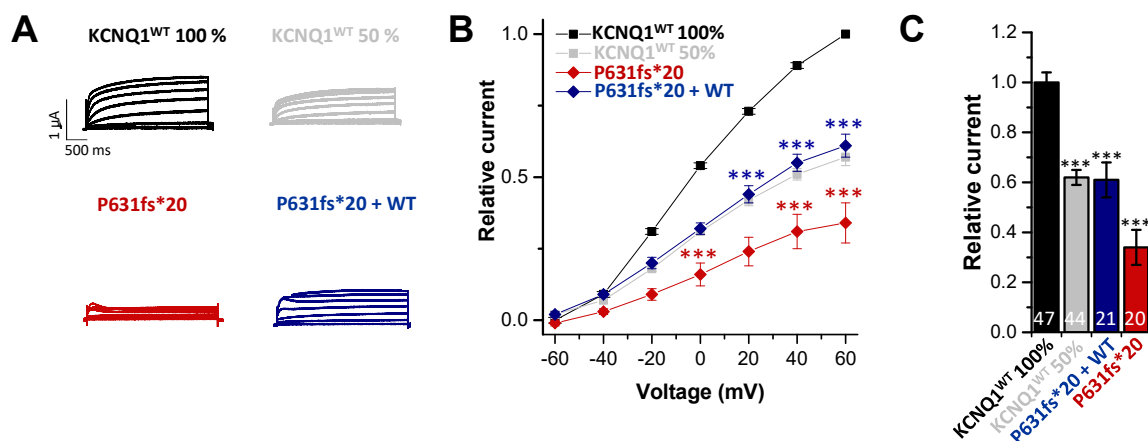 A
KCNQ1WT 100 %
KCNQ1WT 50 %
1 µA
500 ms
P631fs*20
P631fs*20 + WT
B
Relative current
1.0
0.5
0.0
KCNQ1WT 100%
KCNQ1WT 50%
P631fs*20
P631fs*20 + WT
***
***
***
***
***
***
-60
-40
-20
0
20
40
60
Voltage (mV)
C
Relative current
1.0
0.8
0.6
0.4
0.2
0.0
***
***
***
47
44
21
20
KCNQ1WT 100%
KCNQ1WT 50%
P631fs*20 + WT
P631fs*20